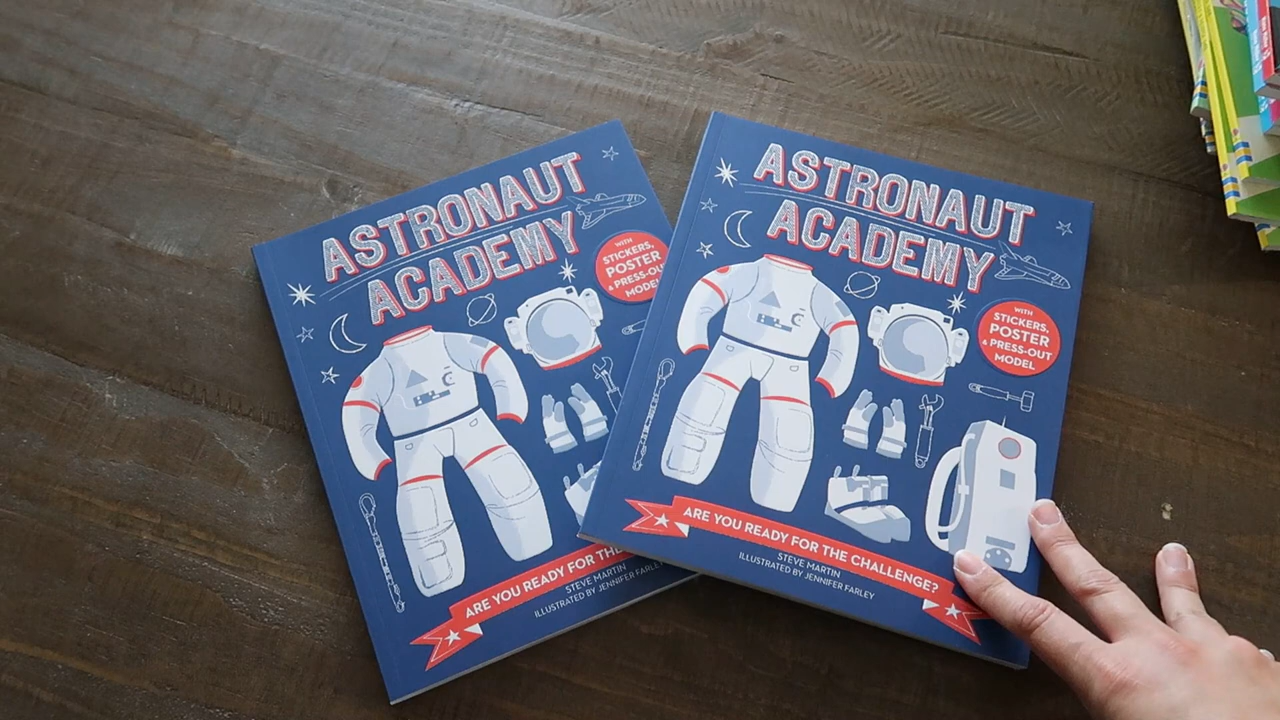 ASTRONAUT
ACADEMY
WITH
STICKERS,
POSTER
& PRESS-OUT
MODEL
ARE YOU READY FOR THE
STEVE MARTIN
ILLUSTRATED BY JENNIFER FARLEY
ASTRONAUT
ACADEMY
WITH
STICKERS,
POSTER
& PRESS-OUT
MODEL
ARE YOU READY FOR THE CHALLENGE?
STEVE MARTIN
ILLUSTRATED BY JENNIFER FARLEY